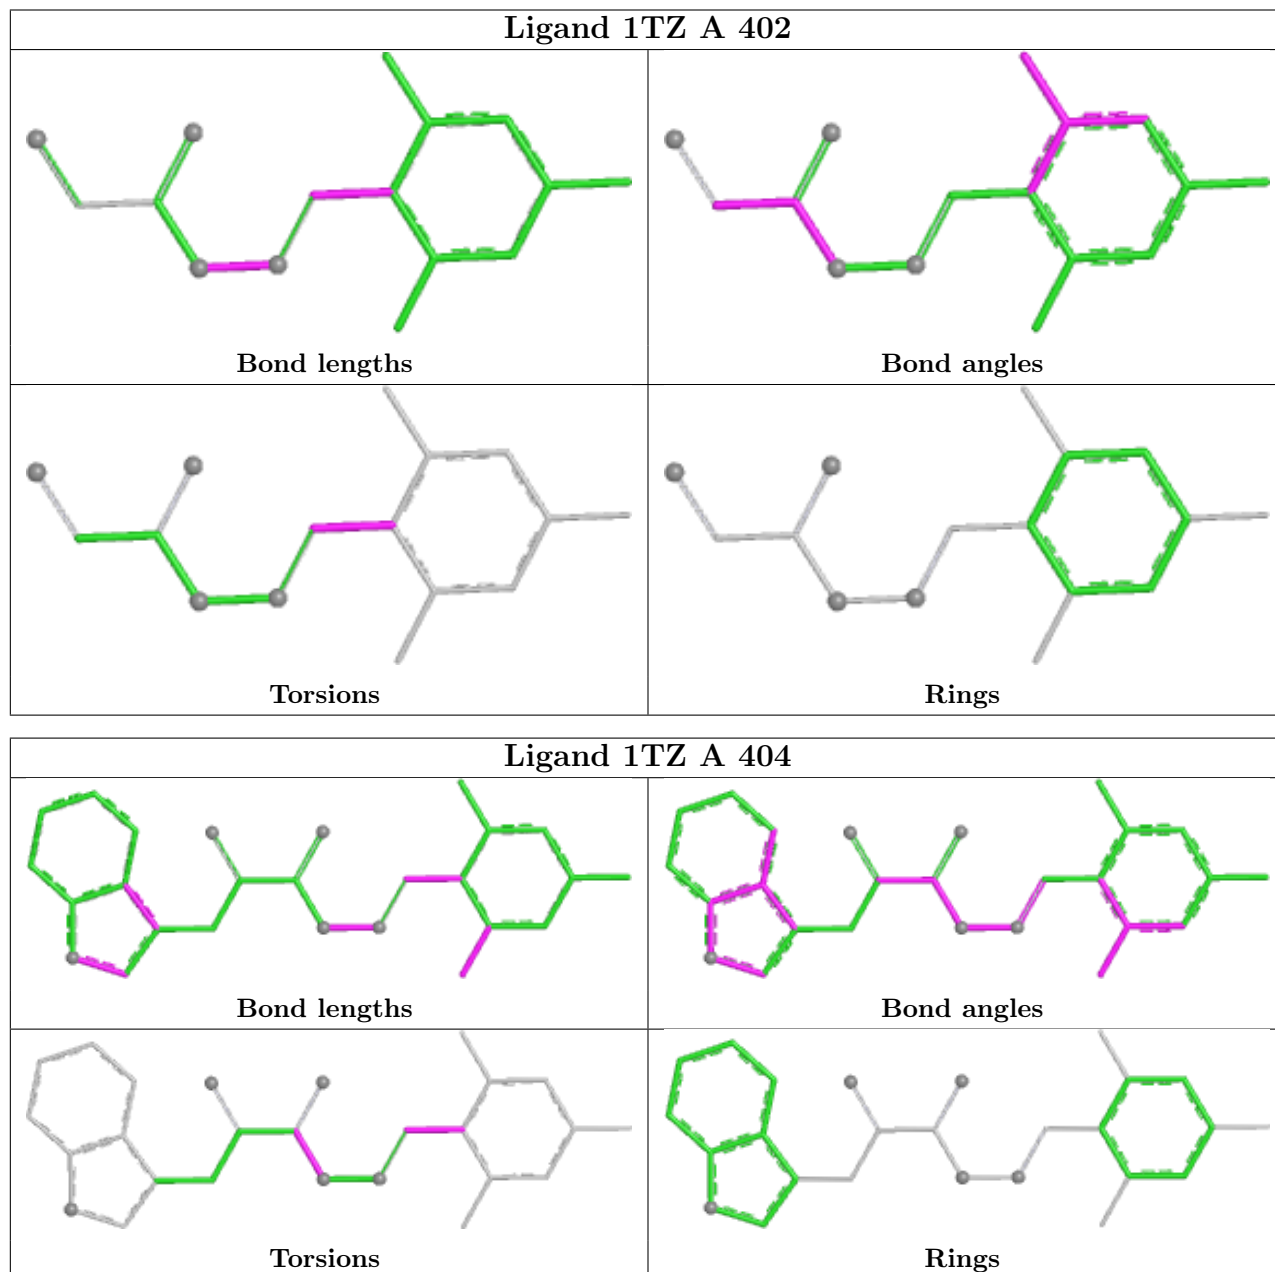 Ligand 1TZ A 402
Bond lengths
Bond angles
Torsions
Rings
Ligand 1TZ A 404
Bond lengths
Bond angles
Torsions
Rings